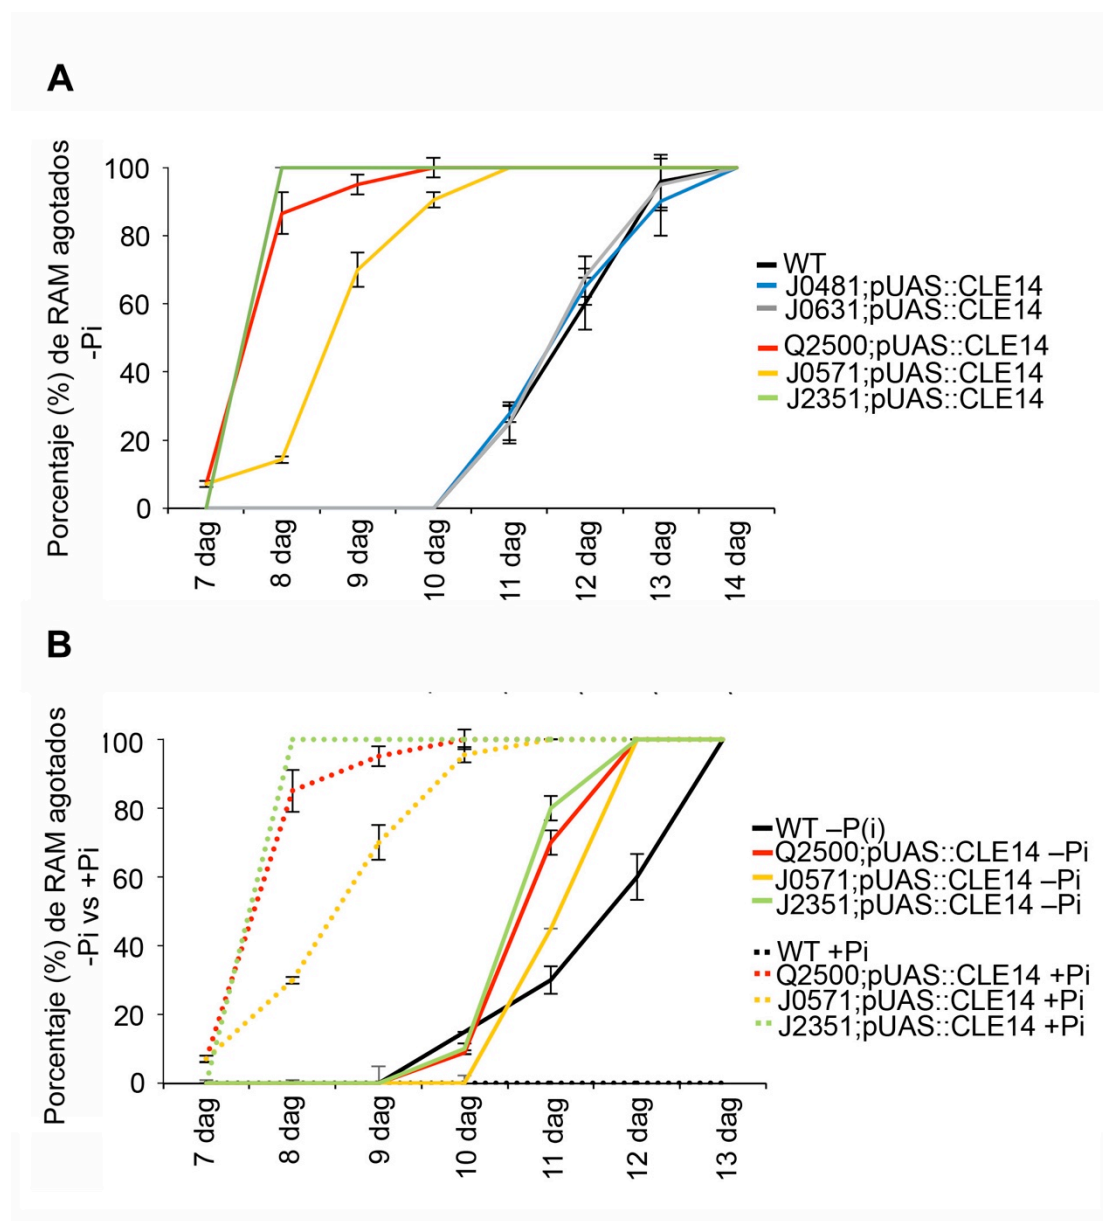 A
Porcentaje (%) de RAM agotados
-Pi
100
80
60
40
20
0
7 dag
8 dag
9 dag
10 dag
11 dag
12 dag
13 dag
14 dag
WT
J0481;pUAS::CLE14
J0631;pUAS::CLE14
Q2500;pUAS::CLE14
J0571;pUAS::CLE14
J2351;pUAS::CLE14
B
Porcentaje (%) de RAM agotados
-Pi vs +Pi
100
80
60
40
20
0
7 dag
8 dag
9 dag
10 dag
11 dag
12 dag
13 dag
WT –P(i)
Q2500;pUAS::CLE14 –Pi
J0571;pUAS::CLE14 –Pi
J2351;pUAS::CLE14 –Pi
WT +Pi
Q2500;pUAS::CLE14 +Pi
J0571;pUAS::CLE14 +Pi
J2351;pUAS::CLE14 +Pi